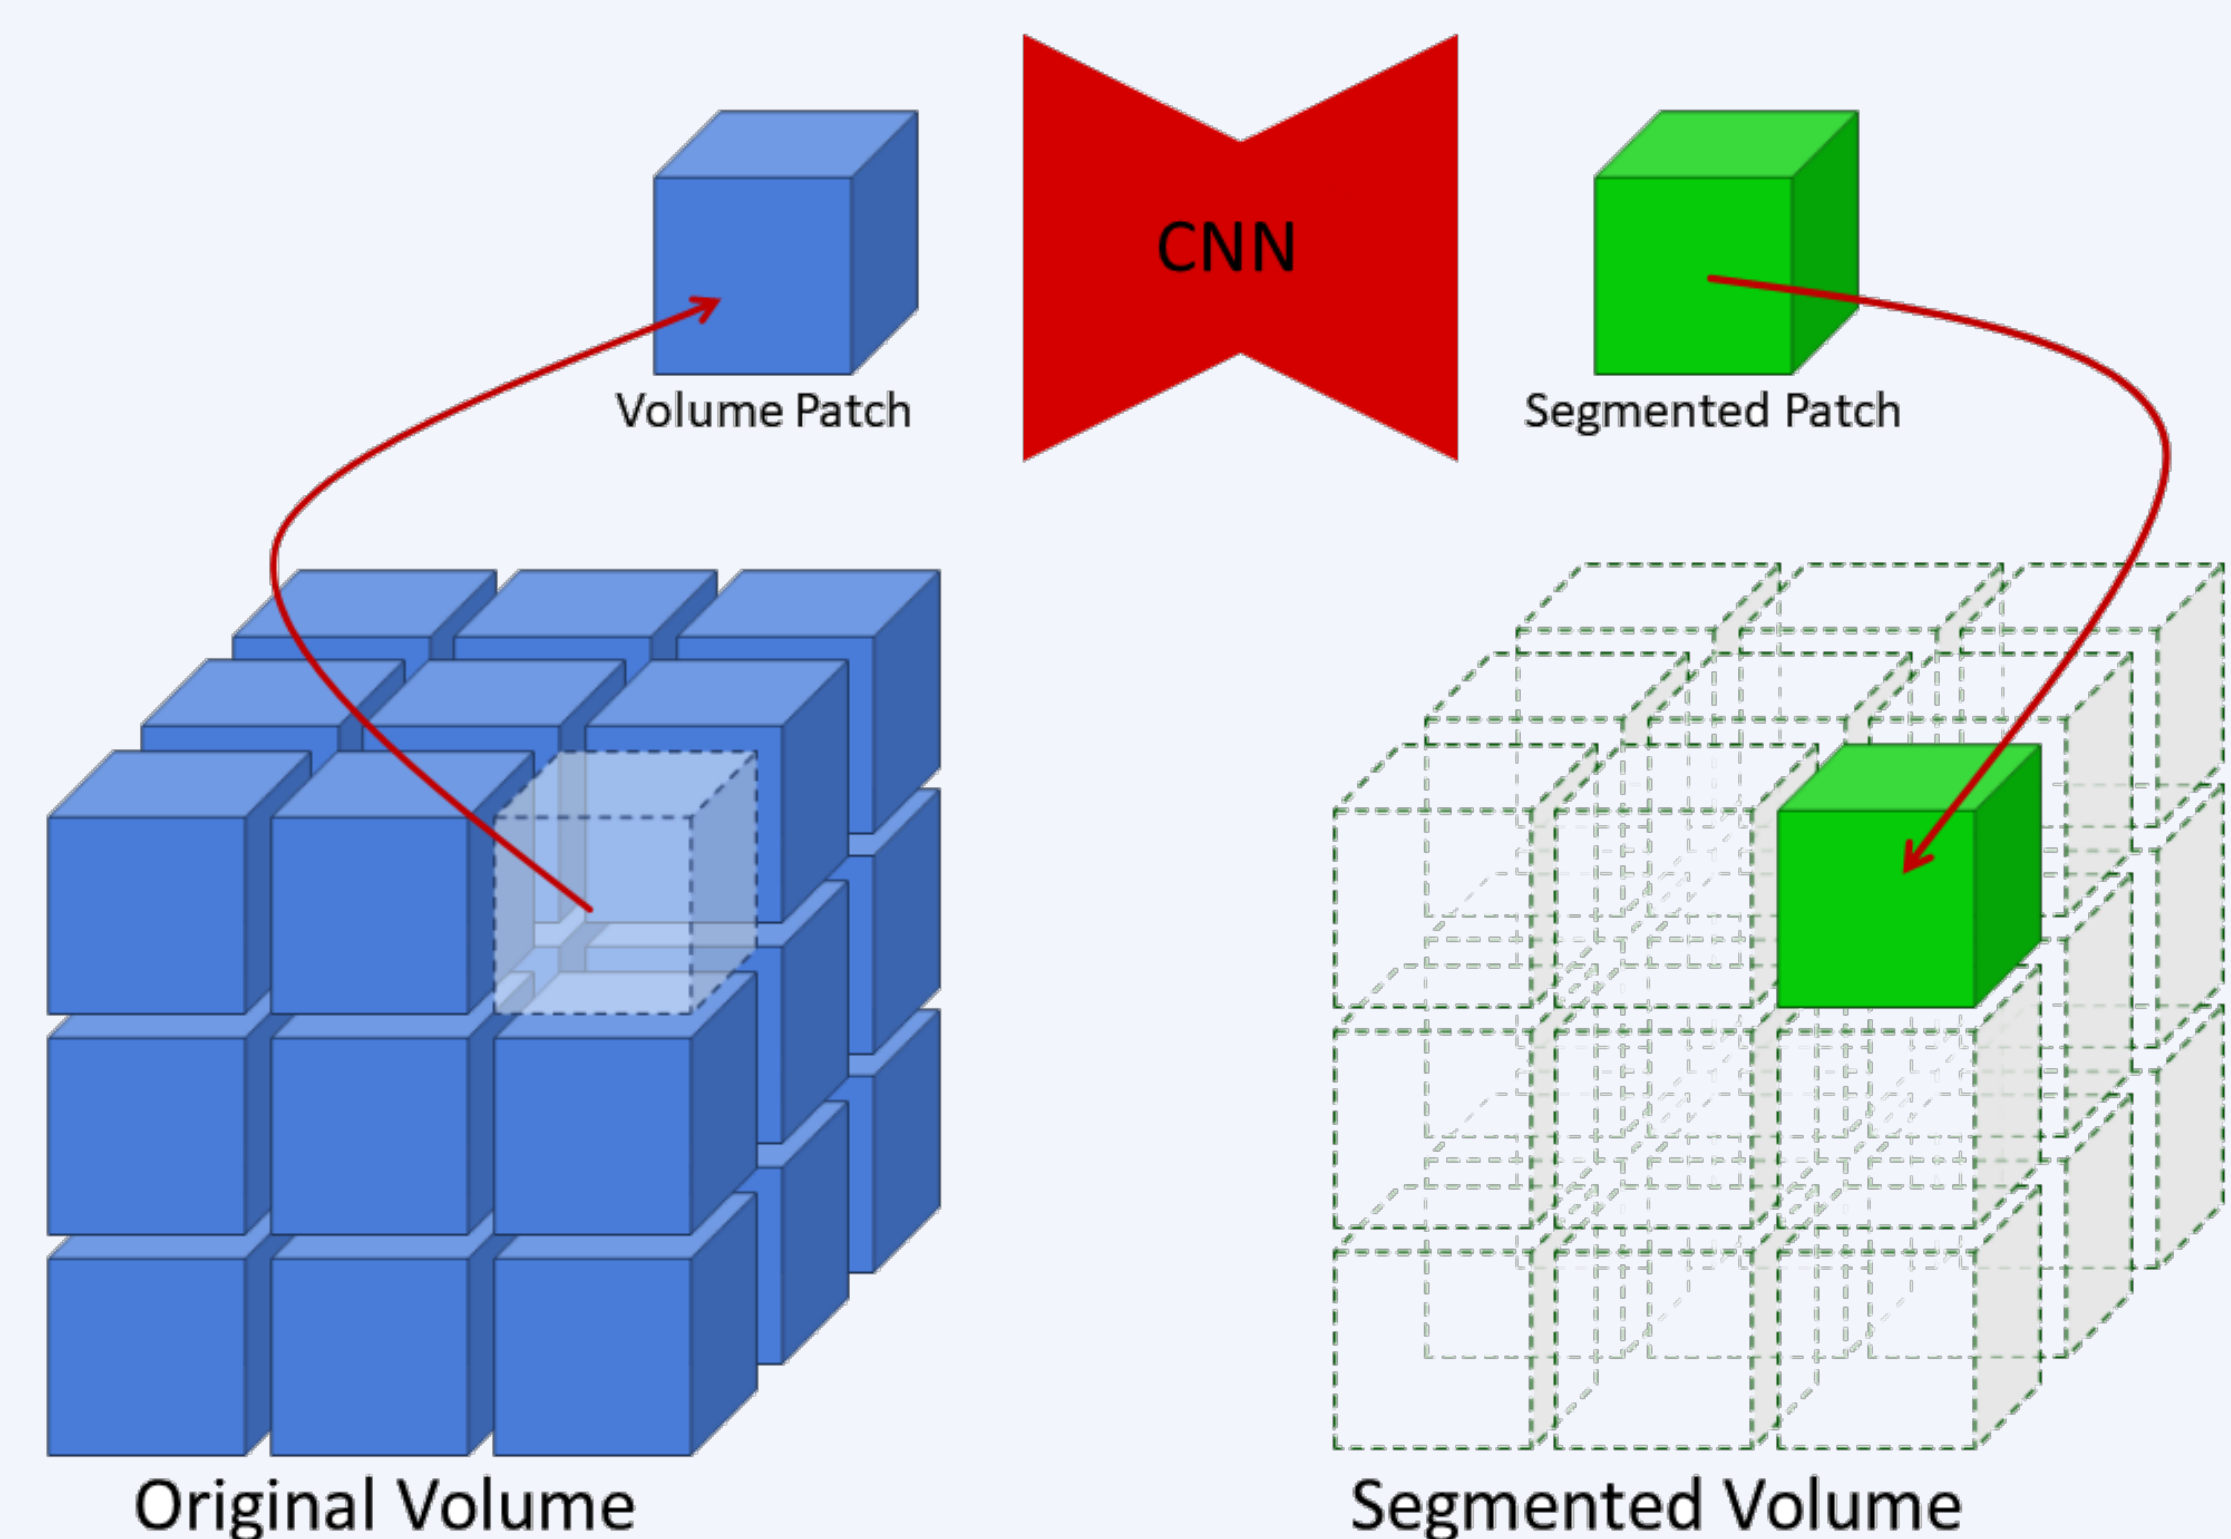 CNN
Volume Patch
Segmented Patch
Original Volume
Segmented Volume